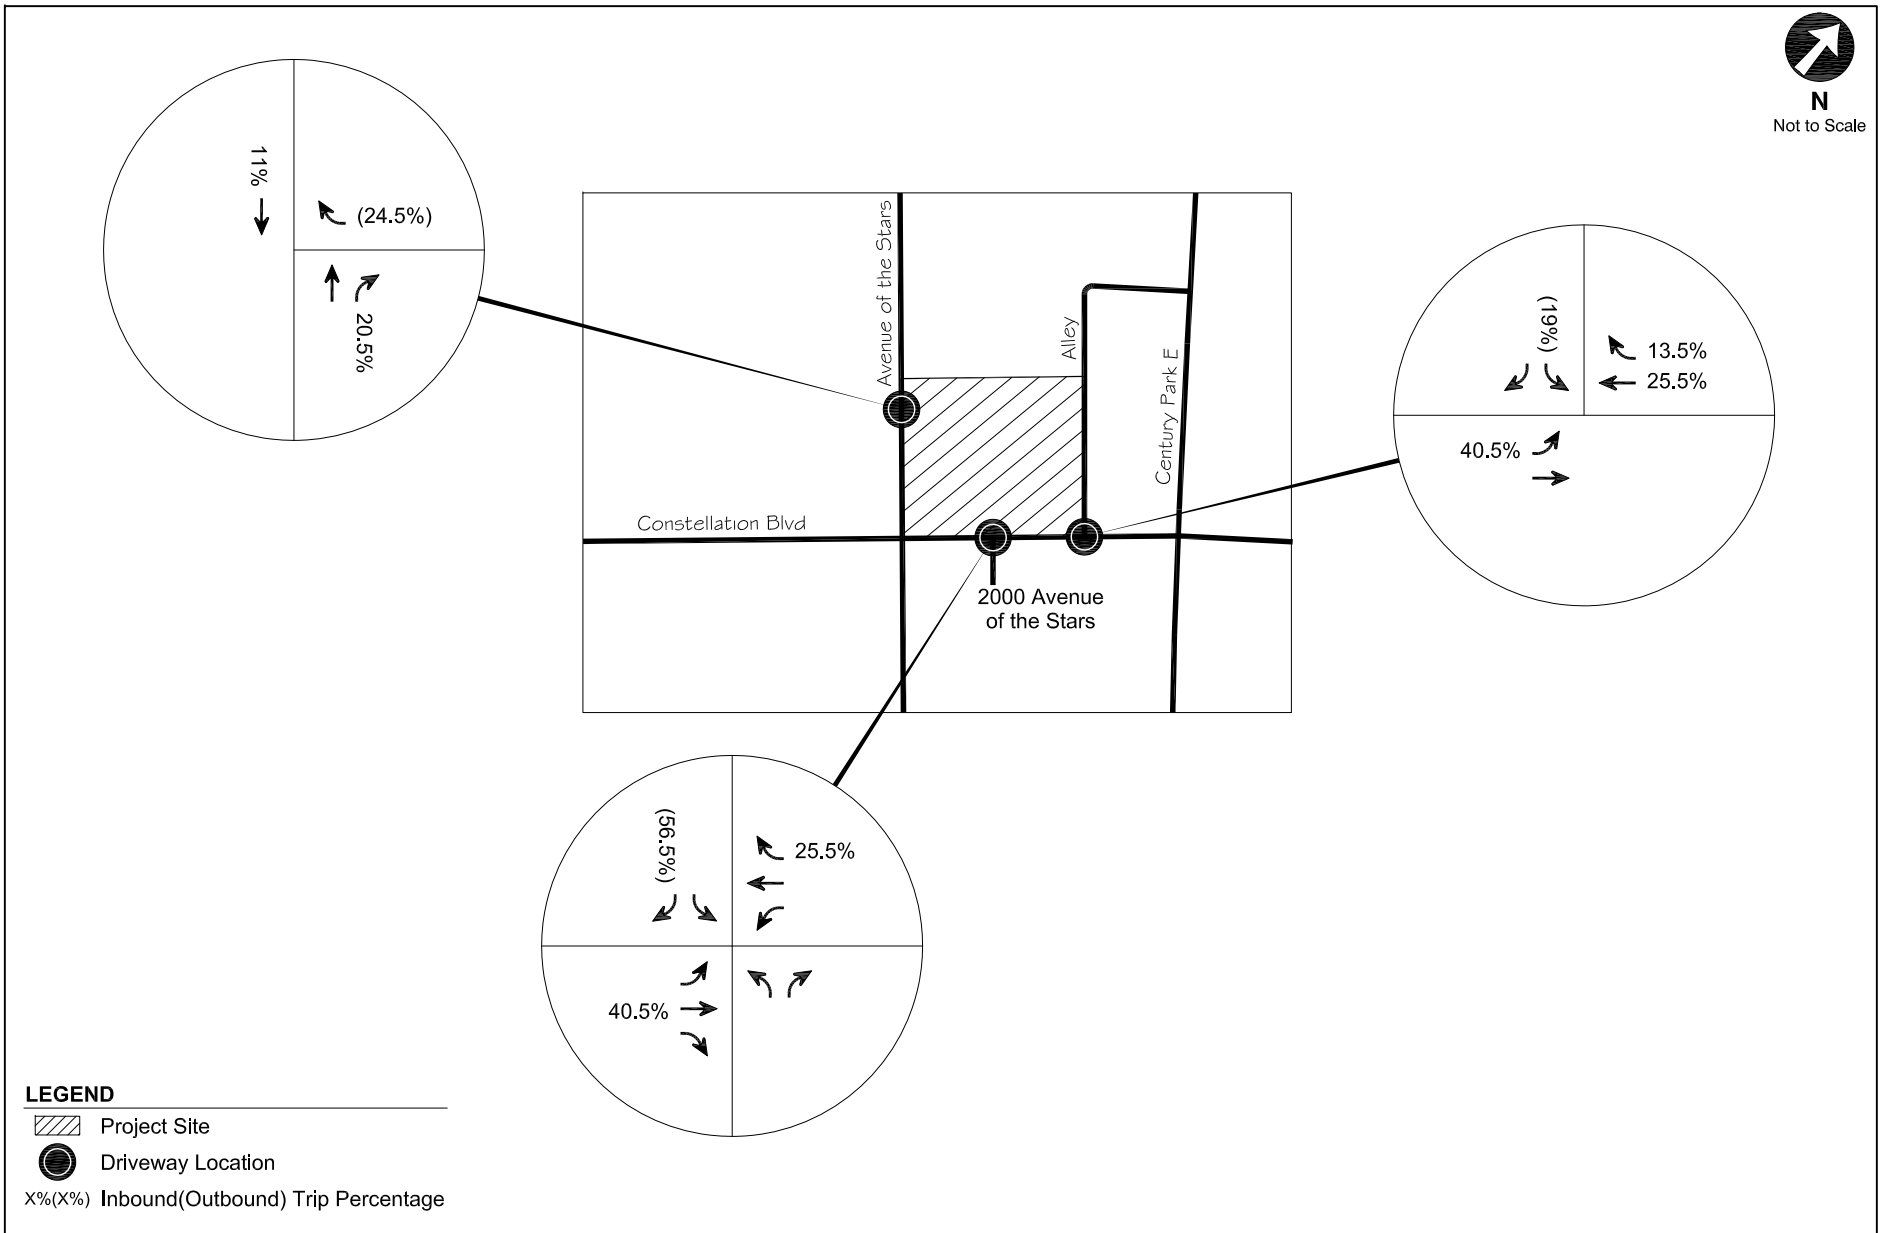 N
Not to Scale
11%
(24.5%)
20.5%
Avenue of the Stars
Alley
Century Park E
Constellation Blvd
2000 Avenue
of the Stars
(19%)
13.5%
25.5%
40.5%
(56.5%)
25.5%
40.5%
LEGEND
Project Site
Driveway Location
X%(X%) Inbound(Outbound) Trip Percentage